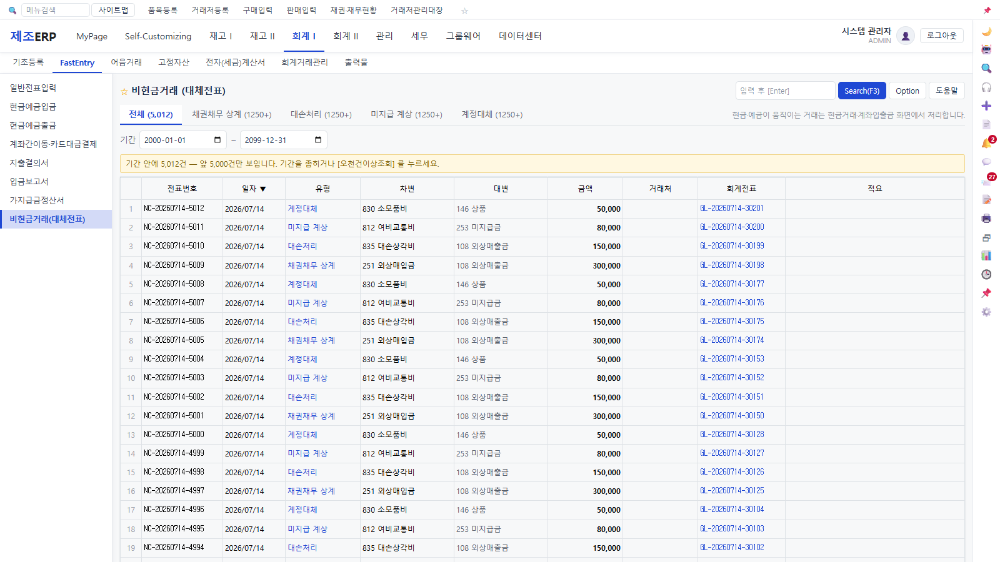 메뉴검색 사이트맵 품목등록 거래처등록 구매입력 판매입력 채권·채무현황 거래처관리대장 ☆
제조ERP MyPage Self-Customizing 재고 I 재고 II 회계 I 회계 II 관리 세무 그룹웨어 데이터센터 시스템 관리자 ADMIN 로그아웃
기초등록 FastEntry 어음거래 고정자산 전자(세금)계산서 회계거래관리 출력물
일반전표입력
현금예금입금
현금예금출금
계좌간이동·카드대금결제
지출결의서
입금보고서
가지급금정산서
비현금거래(대체전표)
☆ 비현금거래 (대체전표) 입력 후 [Enter] Search(F3) Option 도움말
전체 (5,012) 채권채무 상계 (1250+) 대손처리 (1250+) 미지급 계상 (1250+) 계정대체 (1250+) 현금·예금이 움직이는 거래는 현금거래·계좌입출금 화면에서 처리합니다.
기간 2000-01-01 ~ 2099-12-31
기간 안에 5,012건 — 앞 5,000건만 보입니다. 기간을 좁히거나 [오천건이상조회] 를 누르세요.
전표번호 일자 ▼ 유형 차변 대변 금액 거래처 회계전표 적요
1 NC-20260714-5012 2026/07/14 계정대체 830 소모품비 146 상품 50,000 GL-20260714-30201
2 NC-20260714-5011 2026/07/14 미지급 계상 812 여비교통비 253 미지급금 80,000 GL-20260714-30200
3 NC-20260714-5010 2026/07/14 대손처리 835 대손상각비 108 외상매출금 150,000 GL-20260714-30199
4 NC-20260714-5009 2026/07/14 채권채무 상계 251 외상매입금 108 외상매출금 300,000 GL-20260714-30198
5 NC-20260714-5008 2026/07/14 계정대체 830 소모품비 146 상품 50,000 GL-20260714-30177
6 NC-20260714-5007 2026/07/14 미지급 계상 812 여비교통비 253 미지급금 80,000 GL-20260714-30176
7 NC-20260714-5006 2026/07/14 대손처리 835 대손상각비 108 외상매출금 150,000 GL-20260714-30175
8 NC-20260714-5005 2026/07/14 채권채무 상계 251 외상매입금 108 외상매출금 300,000 GL-20260714-30174
9 NC-20260714-5004 2026/07/14 계정대체 830 소모품비 146 상품 50,000 GL-20260714-30153
10 NC-20260714-5003 2026/07/14 미지급 계상 812 여비교통비 253 미지급금 80,000 GL-20260714-30152
11 NC-20260714-5002 2026/07/14 대손처리 835 대손상각비 108 외상매출금 150,000 GL-20260714-30151
12 NC-20260714-5001 2026/07/14 채권채무 상계 251 외상매입금 108 외상매출금 300,000 GL-20260714-30150
13 NC-20260714-5000 2026/07/14 계정대체 830 소모품비 146 상품 50,000 GL-20260714-30128
14 NC-20260714-4999 2026/07/14 미지급 계상 812 여비교통비 253 미지급금 80,000 GL-20260714-30127
15 NC-20260714-4998 2026/07/14 대손처리 835 대손상각비 108 외상매출금 150,000 GL-20260714-30126
16 NC-20260714-4997 2026/07/14 채권채무 상계 251 외상매입금 108 외상매출금 300,000 GL-20260714-30125
17 NC-20260714-4996 2026/07/14 계정대체 830 소모품비 146 상품 50,000 GL-20260714-30104
18 NC-20260714-4995 2026/07/14 미지급 계상 812 여비교통비 253 미지급금 80,000 GL-20260714-30103
19 NC-20260714-4994 2026/07/14 대손처리 835 대손상각비 108 외상매출금 150,000 GL-20260714-30102
2
27